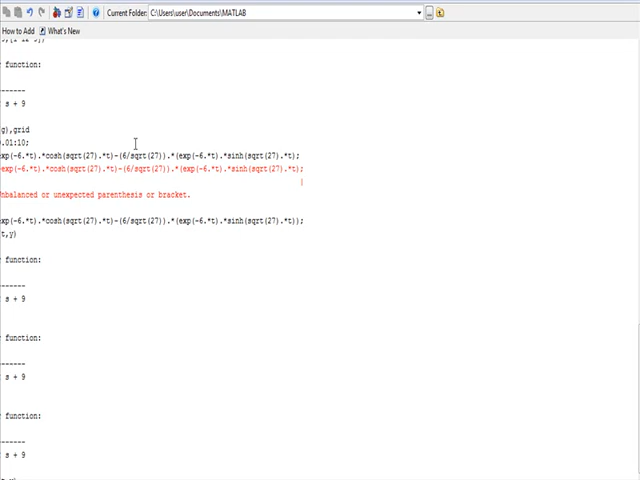 Current Folder: C:\Users\user\Documents\MATLAB
How to Add What's New
function:
------
s + 9
g),grid
.01:10;
xp(-6.*t).*cosh(sqrt(27).*t)-(6/sqrt(27)).*(exp(-6.*t).*sinh(sqrt(27).*t);
exp(-6.*t).*cosh(sqrt(27).*t)-(6/sqrt(27)).*(exp(-6.*t).*sinh(sqrt(27).*t);
|
nbalanced or unexpected parenthesis or bracket.
xp(-6.*t).*cosh(sqrt(27).*t)-(6/sqrt(27)).*(exp(-6.*t).*sinh(sqrt(27).*t));
t,y)
function:
------
s + 9
function:
------
s + 9
function:
------
s + 9